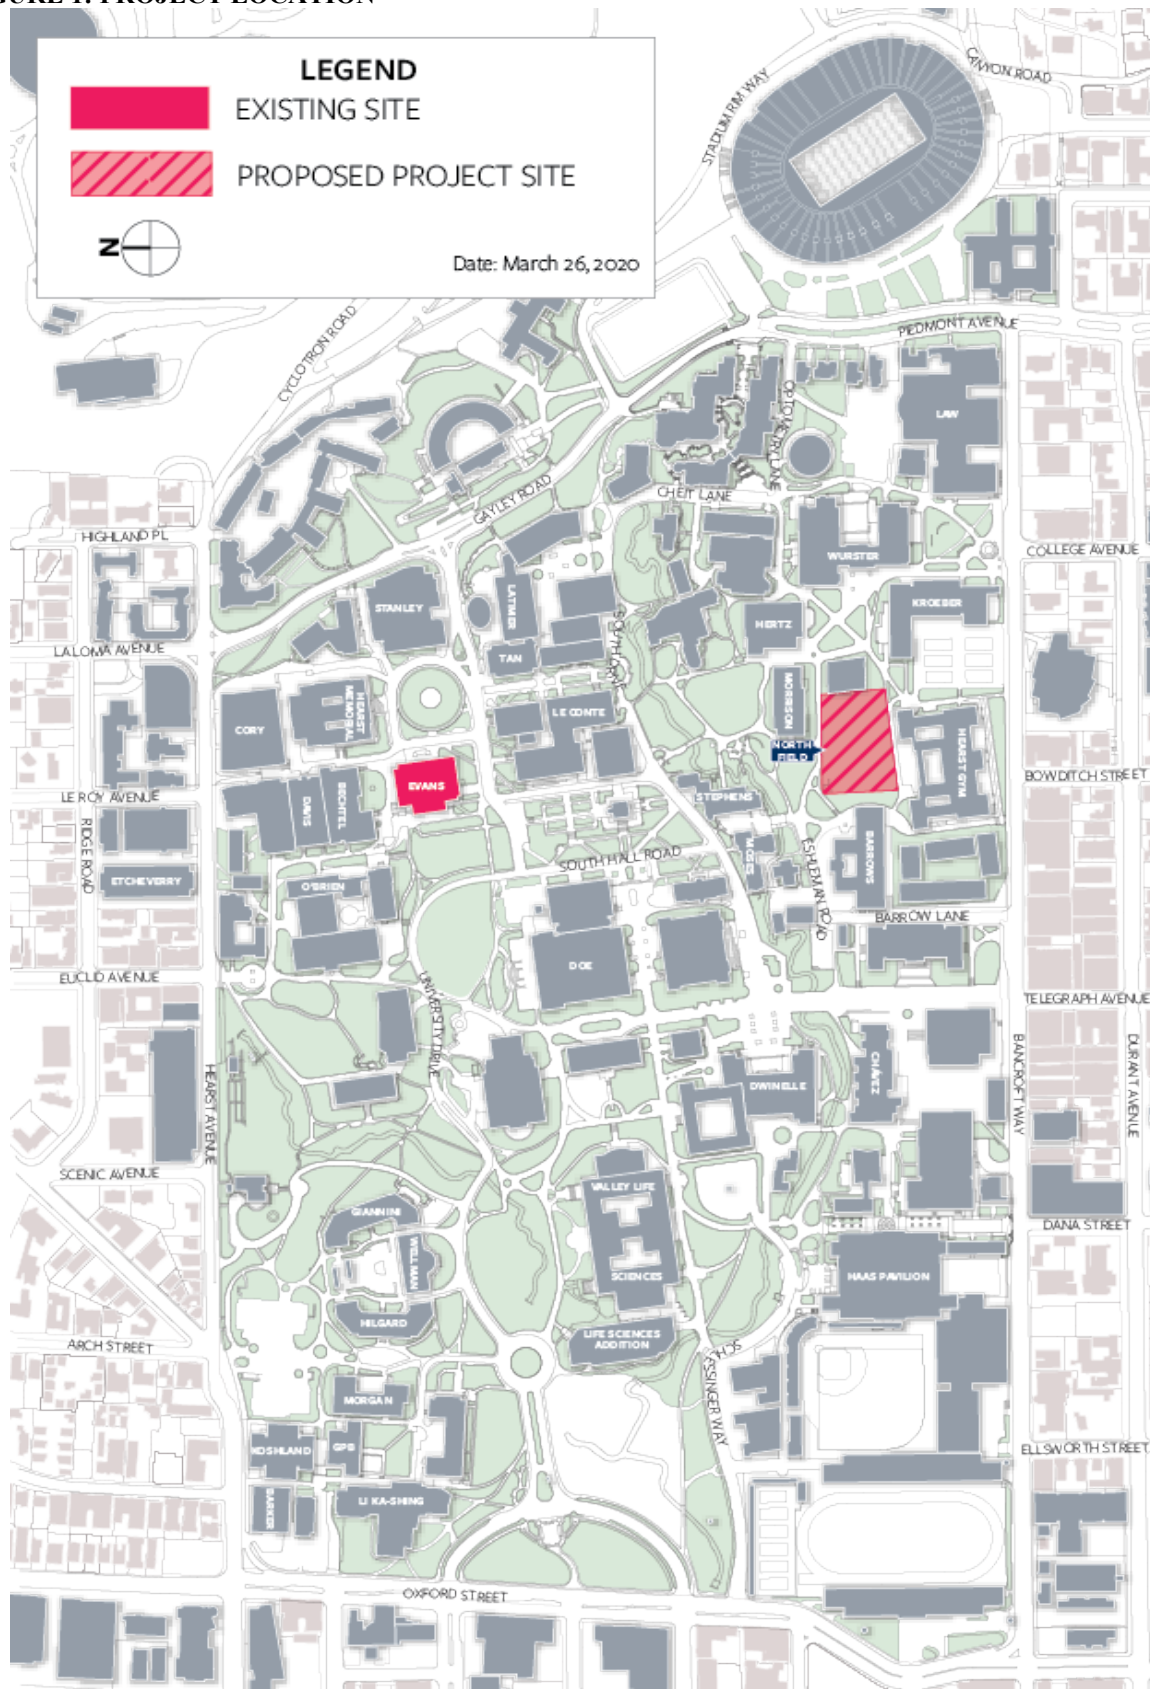 FIGURE 1: PROJECT LOCATION
LEGEND
EXISTING SITE
PROPOSED PROJECT SITE
N
Date: March 26, 2020
CANYON ROAD
STADIUM RIM WAY
PIEDMONT AVENUE
CYCLOTRON ROAD
OPTOMETRY LANE
LAW
GAYLEY ROAD
CHEIT LANE
HIGHLAND PL
WURSTER
COLLEGE AVENUE
STANLEY
LATIMER
KROEBER
HERTZ
LA LOMA AVENUE
TAN
HEARST
MEMORIAL
LE CONTE
MORRISON
CORY
HEARST GYM
NORTH
FIELD
BOWDITCH STREET
EVANS
LE ROY AVENUE
DAVIS
BECHTEL
STEPHENS
RIDGE ROAD
MOSES
ESHLEMAN ROAD
BARROWS
SOUTH HALL ROAD
ETCHEVERRY
O'BRIEN
BARROW LANE
DOE
EUCLID AVENUE
UNIVERSITY DRIVE
TELEGRAPH AVENUE
HEARST AVENUE
CHAVEZ
BANCROFT WAY
DURANT AVENUE
DWINELLE
SCENIC AVENUE
VALLEY LIFE
SCIENCES
GIANNINI
WELLMAN
DANA STREET
HAAS PAVILION
HILGARD
LIFE SCIENCES
ADDITION
ARCH STREET
SCHLESSINGER WAY
MORGAN
KOSHLAND
GPB
ELLSWORTH STREET
BARKER
LI KA-SHING
OXFORD STREET